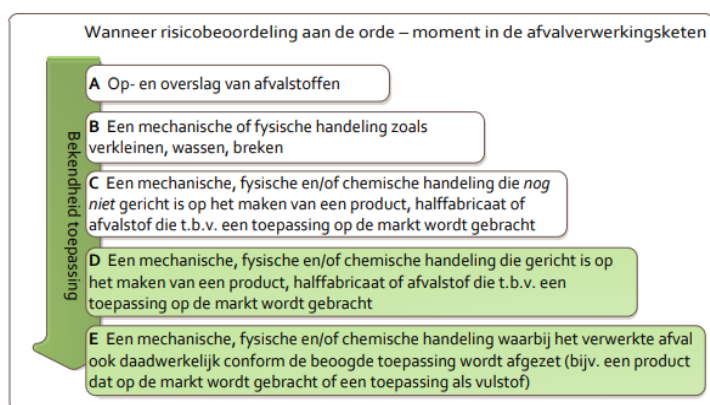 Wanneer risicobeoordeling aan de orde – moment in de afvalverwerkingsketen
Bekendheid toepassing
A Op- en overslag van afvalstoffen
B Een mechanische of fysische handeling zoals
verkleinen, wassen, breken
C Een mechanische, fysische en/of chemische handeling die nog
niet gericht is op het maken van een product, halffabricaat of
afvalstof die t.b.v. een toepassing op de markt wordt gebracht
D Een mechanische, fysische en/of chemische handeling die gericht is op
het maken van een product, halffabricaat of afvalstof die t.b.v. een
toepassing op de markt wordt gebracht
E Een mechanische, fysische en/of chemische handeling waarbij het verwerkte afval
ook daadwerkelijk conform de beoogde toepassing wordt afgezet (bijv. een product
dat op de markt wordt gebracht of een toepassing als vulstof)